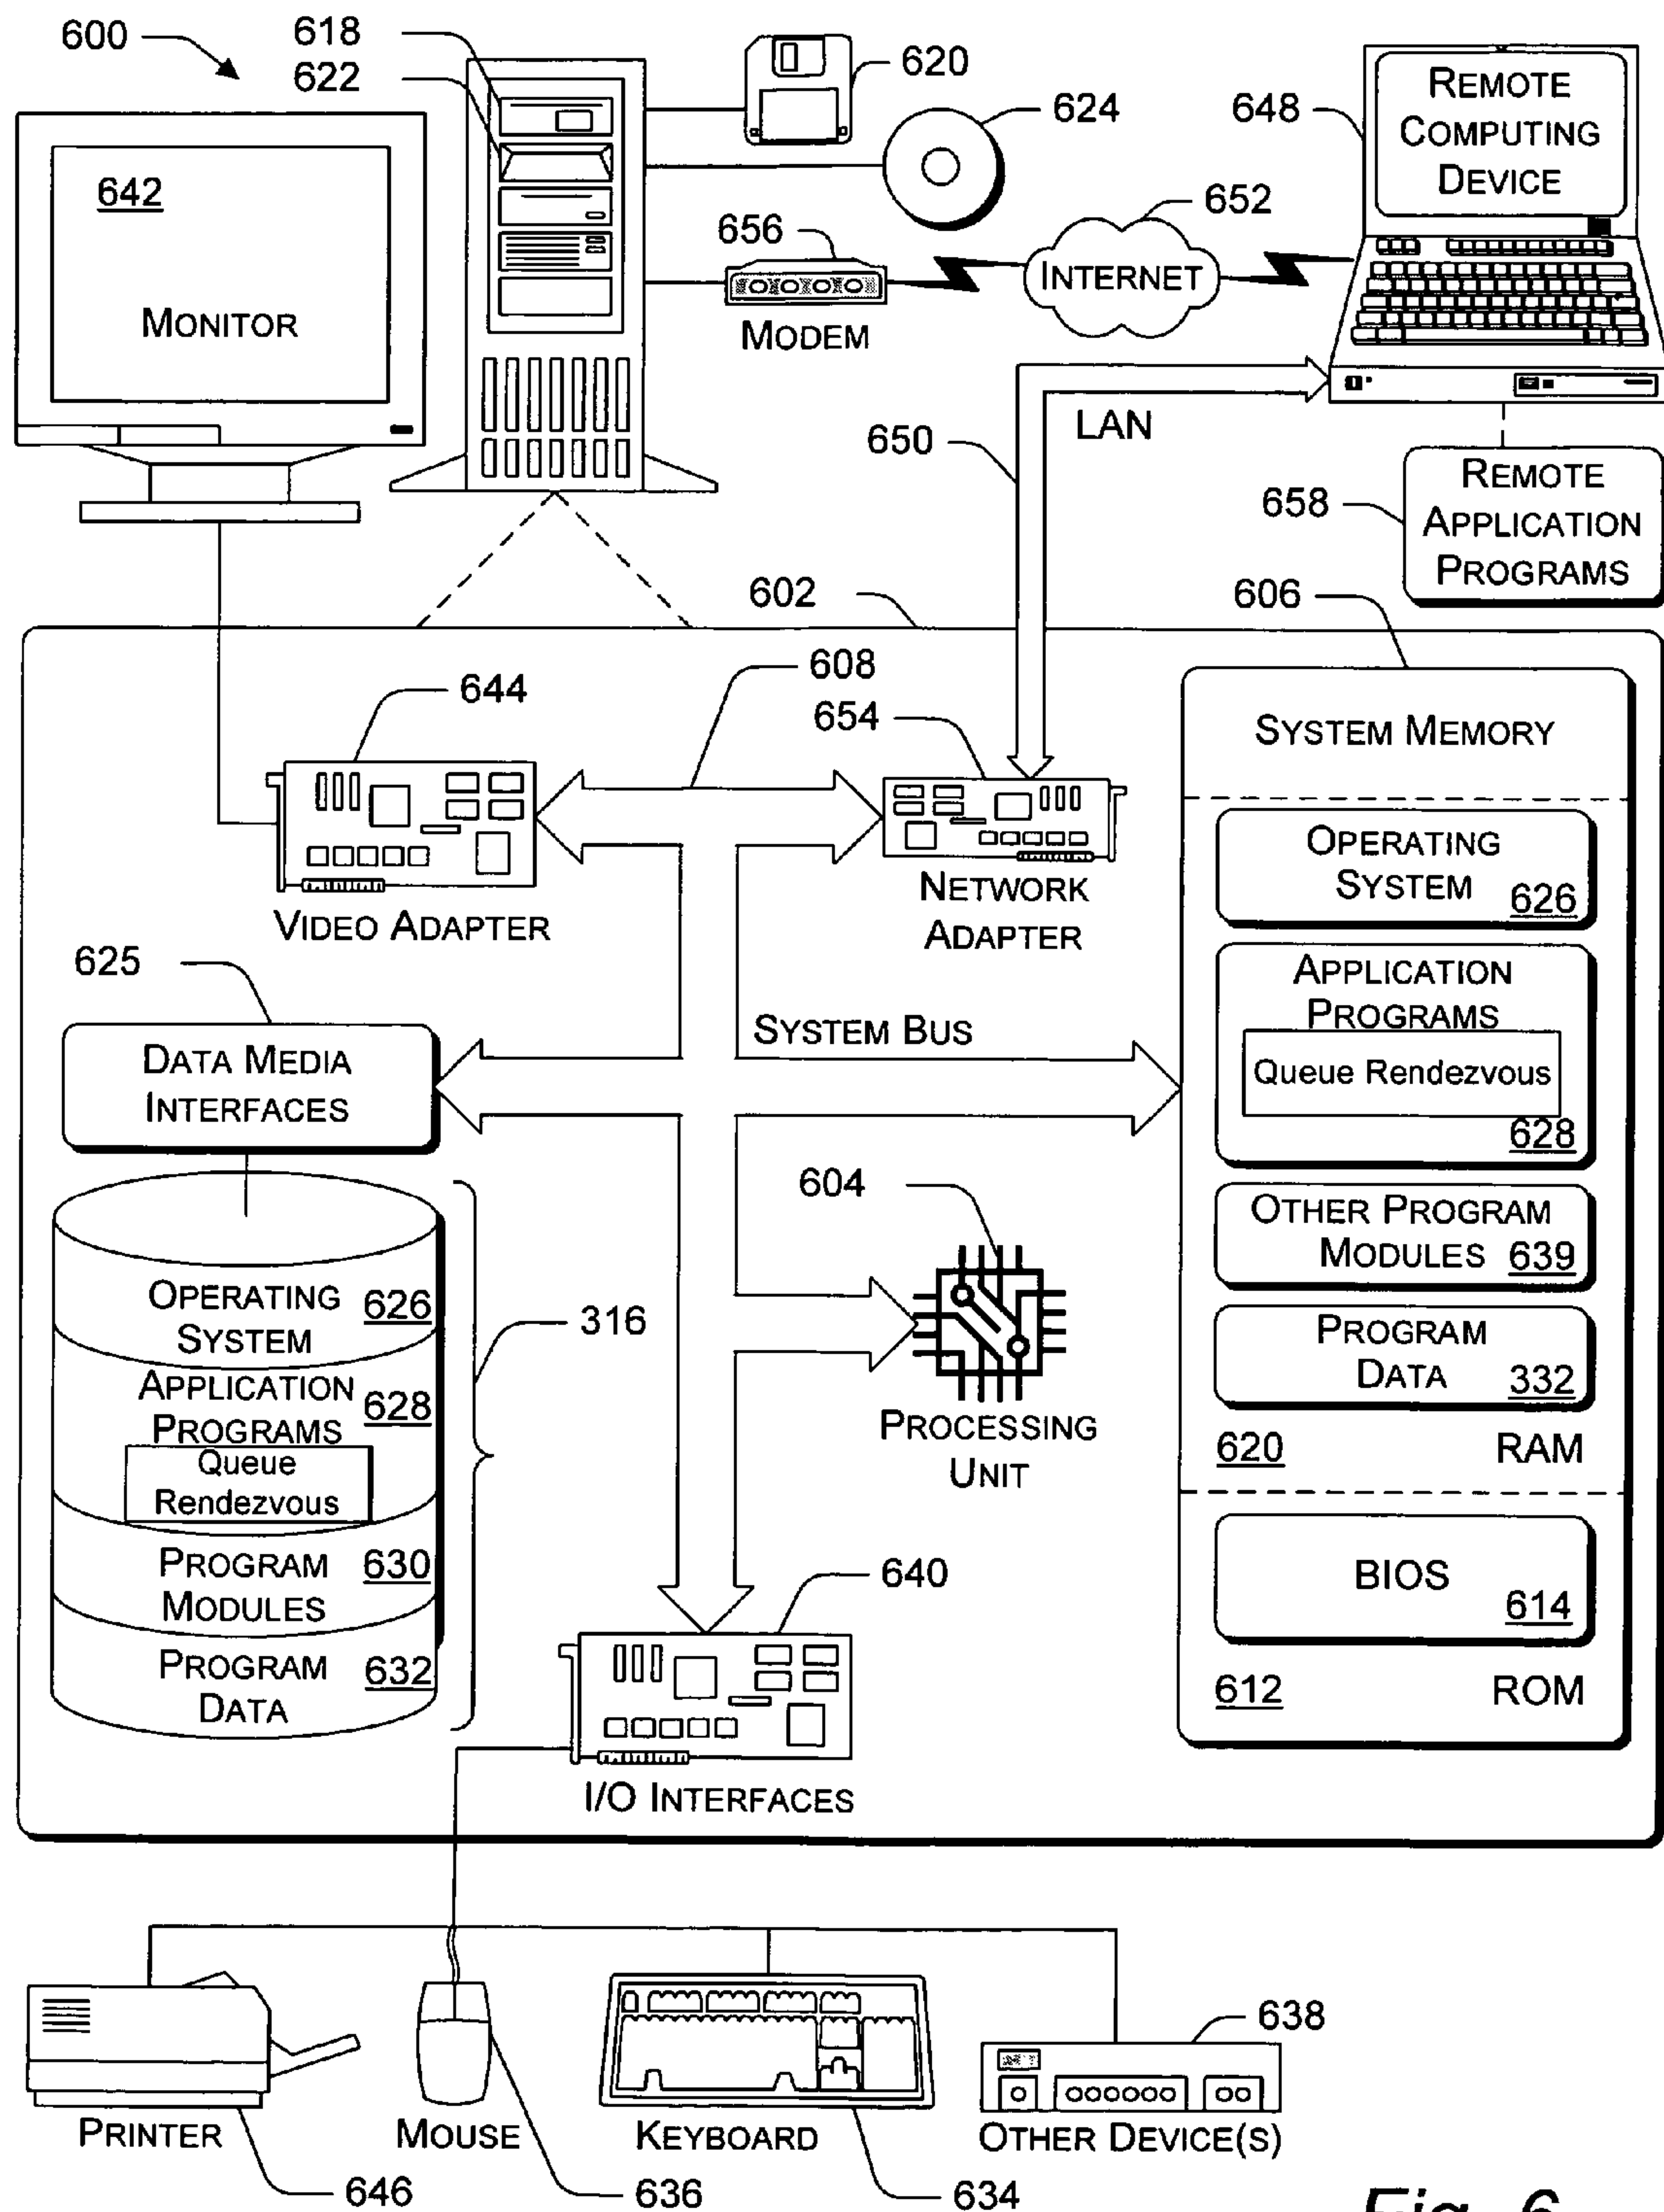 600
618
622
620
624
648
REMOTE
COMPUTING
DEVICE
642
MONITOR
656
MODEM
652
INTERNET
LAN
650
658
REMOTE
APPLICATION
PROGRAMS
602
606
608
644
654
VIDEO ADAPTER
NETWORK
ADAPTER
SYSTEM MEMORY
OPERATING
SYSTEM 626
APPLICATION
PROGRAMS
Queue Rendezvous
628
OTHER PROGRAM
MODULES 639
PROGRAM
DATA 332
620 RAM
BIOS
614
612 ROM
625
DATA MEDIA
INTERFACES
SYSTEM BUS
604
PROCESSING
UNIT
OPERATING 626
SYSTEM
316
APPLICATION
PROGRAMS 628
Queue
Rendezvous
PROGRAM 630
MODULES
PROGRAM 632
DATA
640
I/O INTERFACES
PRINTER
646
MOUSE
636
KEYBOARD
634
638
OTHER DEVICE(S)
Fig. 6